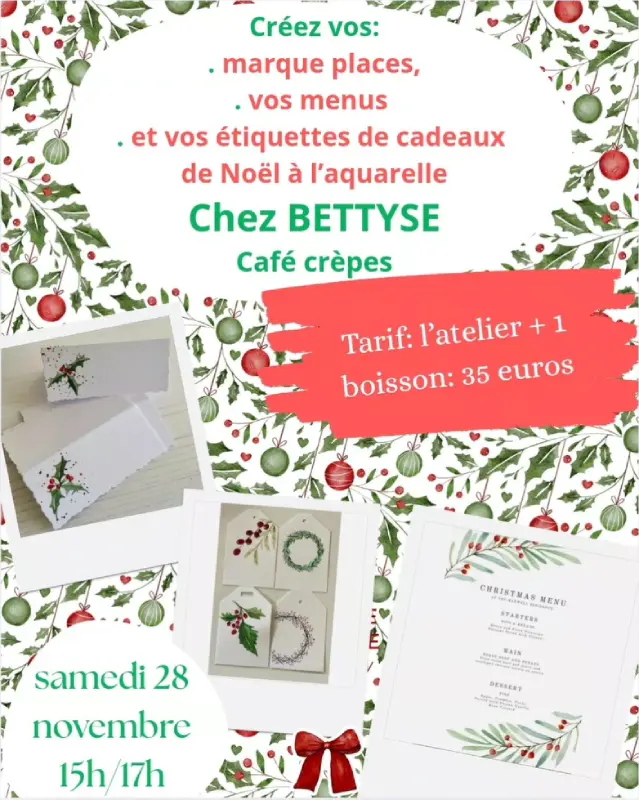 Créez vos:
. marque places,
. vos menus
. et vos étiquettes de cadeaux
de Noël à l’aquarelle
Chez BETTYSE
Café crèpes
Tarif: l’atelier + 1
boisson: 35 euros
CHRISTMAS MENU
STARTERS
MAIN
DESSERT
samedi 28
novembre
15h/17h